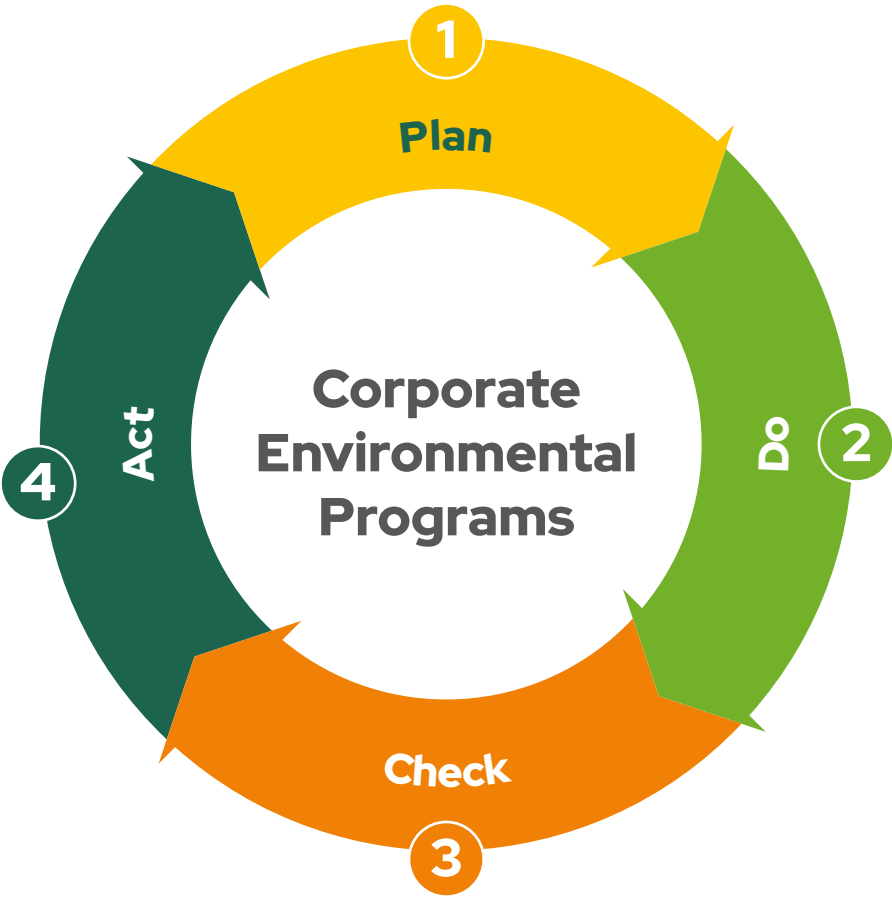 1
Plan
2
Do
3
Check
4
Act
Corporate
Environmental
Programs